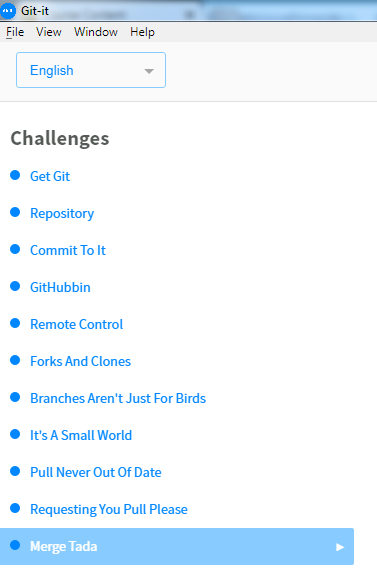 Git-it
File View Window Help
English
Challenges
Get Git
Repository
Commit To It
GitHubbin
Remote Control
Forks And Clones
Branches Aren't Just For Birds
It's A Small World
Pull Never Out Of Date
Requesting You Pull Please
Merge Tada